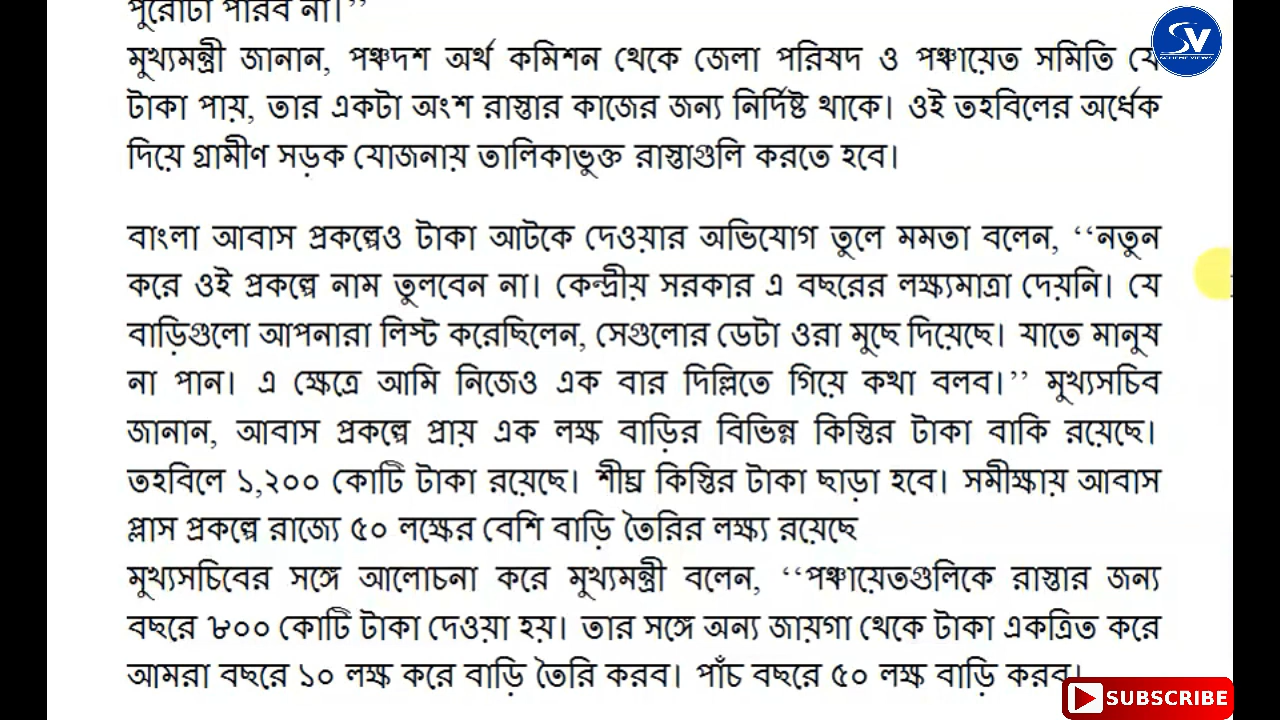 পুরোটা পারব না।’’
মুখ্যমন্ত্রী জানান, পঞ্চদশ অর্থ কমিশন থেকে জেলা পরিষদ ও পঞ্চায়েত সমিতি যে
টাকা পায়, তার একটা অংশ রাস্তার কাজের জন্য নির্দিষ্ট থাকে। ওই তহবিলের অর্ধেক
দিয়ে গ্রামীণ সড়ক যোজনায় তালিকাভুক্ত রাস্তাগুলি করতে হবে।
বাংলা আবাস প্রকল্পেও টাকা আটকে দেওয়ার অভিযোগ তুলে মমতা বলেন, ‘‘নতুন
করে ওই প্রকল্পে নাম তুলবেন না। কেন্দ্রীয় সরকার এ বছরের লক্ষ্যমাত্রা দেয়নি। যে
বাড়িগুলো আপনারা লিস্ট করেছিলেন, সেগুলোর ডেটা ওরা মুছে দিয়েছে। যাতে মানুষ
না পান। এ ক্ষেত্রে আমি নিজেও এক বার দিল্লিতে গিয়ে কথা বলব।’’ মুখ্যসচিব
জানান, আবাস প্রকল্পে প্রায় এক লক্ষ বাড়ির বিভিন্ন কিস্তির টাকা বাকি রয়েছে।
তহবিলে ১,২০০ কোটি টাকা রয়েছে। শীঘ্র কিস্তির টাকা ছাড়া হবে। সমীক্ষায় আবাস
প্লাস প্রকল্পে রাজ্যে ৫০ লক্ষের বেশি বাড়ি তৈরির লক্ষ্য রয়েছে
মুখ্যসচিবের সঙ্গে আলোচনা করে মুখ্যমন্ত্রী বলেন, ‘‘পঞ্চায়েতগুলিকে রাস্তার জন্য
বছরে ৮০০ কোটি টাকা দেওয়া হয়। তার সঙ্গে অন্য জায়গা থেকে টাকা একত্রিত করে
আমরা বছরে ১০ লক্ষ করে বাড়ি তৈরি করব। পাঁচ বছরে ৫০ লক্ষ বাড়ি করব।
SV
SUBSCRIBE